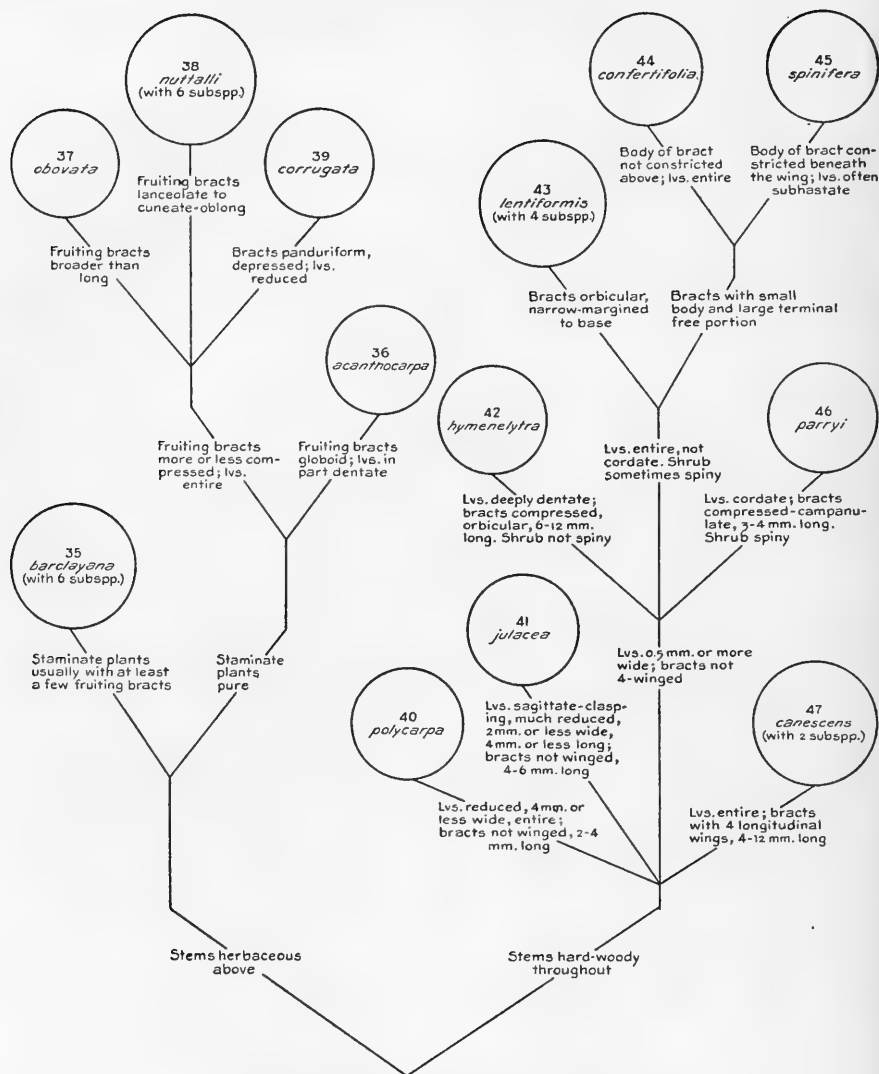 38
nuttalli
(with 6 subspp.)
44
confertifolia
45
spinifera
37
obovata
39
corrugata
Fruiting bracts
lanceolate to
cuneate-oblong
43
lentiformis
(with 4 subspp.)
Body of bract
not constricted
above; lvs. entire
Body of bract con-
stricted beneath
the wing; lvs. often
subhastate
Fruiting bracts
broader than
long
Bracts panduriform,
depressed; lvs.
reduced
Bracts orbicular,
narrow-margined
to base
Bracts with small
body and large terminal
free portion
36
acanthocarpa
42
hymenelytra
46
parryi
Fruiting bracts
more or less com-
pressed; lvs.
entire
Fruiting bracts
globoid; lvs. in
part dentate
Lvs. entire, not
cordate. Shrub
sometimes spiny
Lvs. deeply dentate;
bracts compressed,
orbicular, 6-12 mm.
long. Shrub not spiny
Lvs. cordate; bracts
compressed-campanu-
late, 3-4 mm. long.
Shrub spiny
35
barclayana
(with 6 subspp.)
41
julacea
Staminate plants
usually with at least
a few fruiting bracts
Staminate
plants
pure
Lvs. 0.5 mm. or more
wide; bracts not
4-winged
40
polycarpa
Lvs. sagittate-clasp-
ing, much reduced,
2mm. or less wide,
4mm. or less long;
bracts not winged,
4-6 mm. long
47
canescens
(with 2 subspp.)
Lvs. reduced, 4mm. or
less wide, entire;
bracts not winged, 2-4
mm. long
Lvs. entire; bracts
with 4 longitudinal
wings, 4-12 mm. long
Stems herbaceous
above
Stems hard-woody
throughout